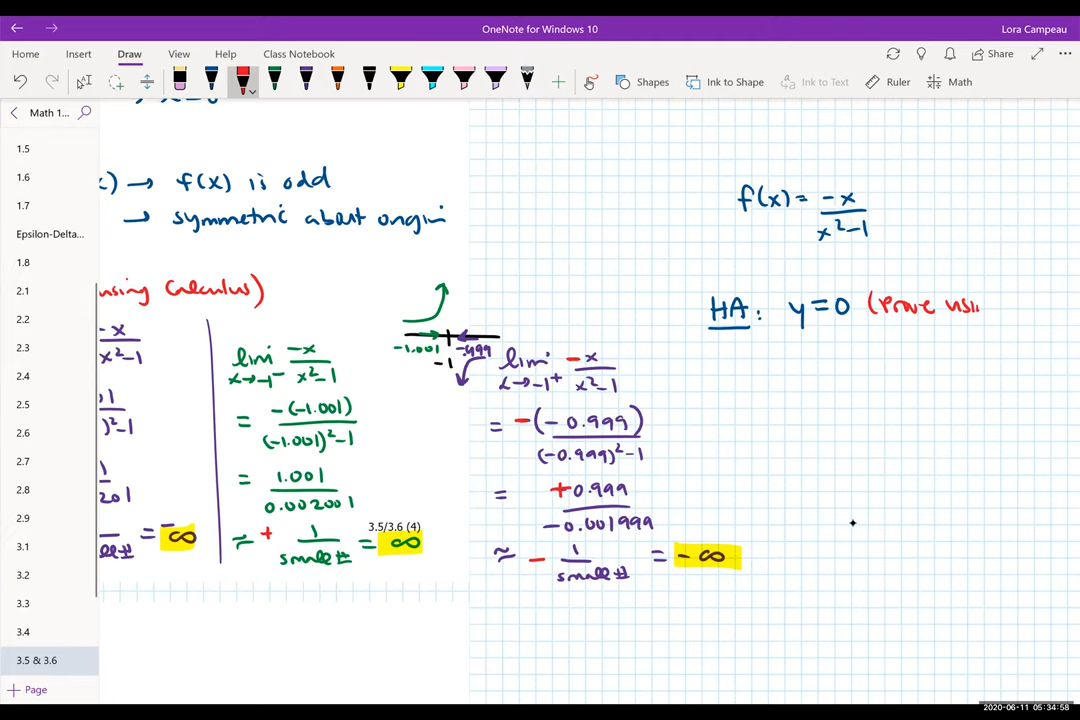 OneNote for Windows 10
Lora Campeau
Home Insert Draw View Help Class Notebook
Share
Shapes Ink to Shape Ink to Text Ruler Math
Math 1...
1.5
1.6
1.7
Epsilon-Delta...
1.8
2.1
2.2
2.3
2.4
2.5
2.6
2.7
2.8
2.9
3.1
3.2
3.3
3.4
3.5 & 3.6
+ Page
) → f(x) is odd
→ symmetric about origin
using Calculus)
-x
x²-1
)²-1
= -∞
lim x→-1⁻ -x/(x²-1)
= -(-1.001)/((-1.001)²-1)
= 1.001/0.002001
≈ + 1/small # = ∞
3.5/3.6 (4)
-1.001 -.999
-1
lim x→-1⁺ -x/(x²-1)
= -(-0.999)/((-0.999)²-1)
= +0.999/-0.001999
≈ - 1/small # = -∞
f(x) = -x/(x²-1)
HA: y=0 (Prove usi
2020-06-11 05:34:58